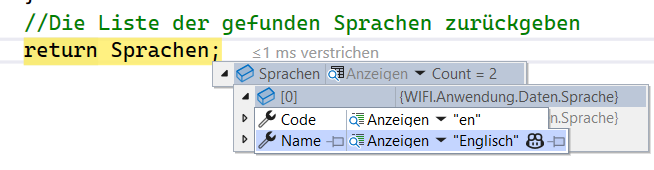 //Die Liste der gefunden Sprachen zurückgeben
return Sprachen;
≤1 ms verstrichen
Sprachen Anzeigen Count = 2
[0] {WIFI.Anwendung.Daten.Sprache}
Code Anzeigen "en" n.Sprache}
Name Anzeigen "Englisch" n.Sprache}